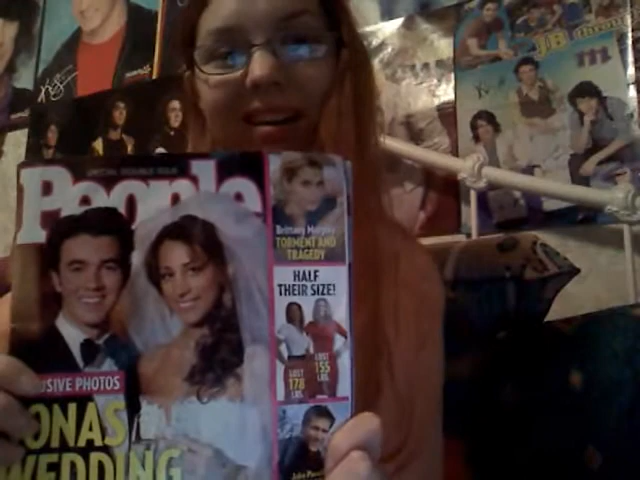 JB
m
SPECIAL DOUBLE ISSUE
People
Brittany Murphy
TORMENT AND
TRAGEDY
HALF
THEIR SIZE!
LOST
178
LBS.
LOST
155
LBS.
USIVE PHOTOS
ONAS
WEDDING